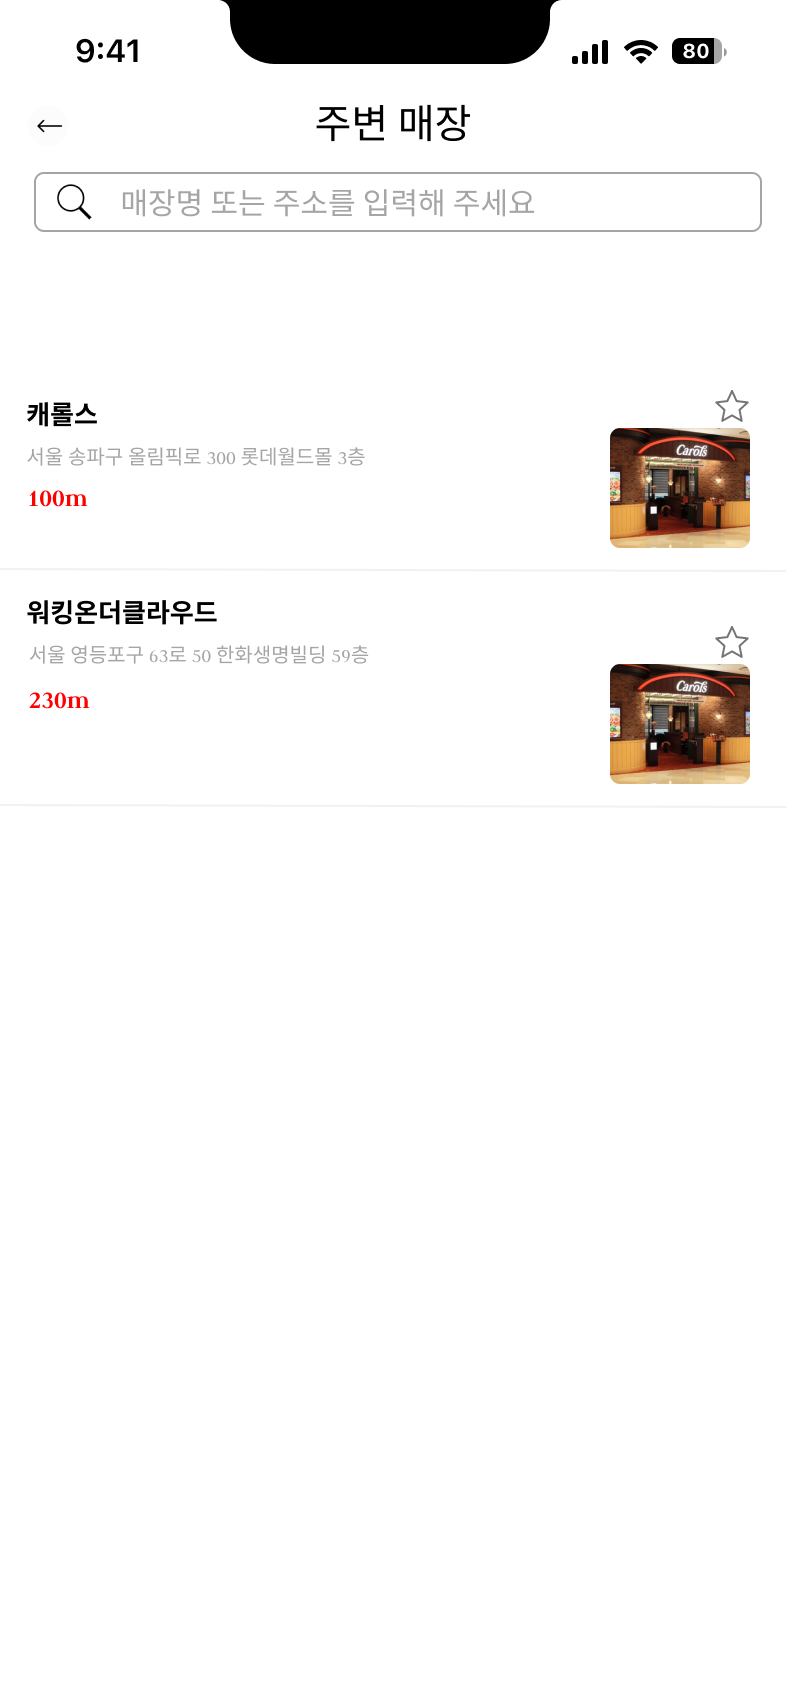 9:41
80
주변 매장
매장명 또는 주소를 입력해 주세요
캐롤스
서울 송파구 올림픽로 300 롯데월드몰 3층
100m
Carol's
워킹온더클라우드
서울 영등포구 63로 50 한화생명빌딩 59층
230m
Carol's